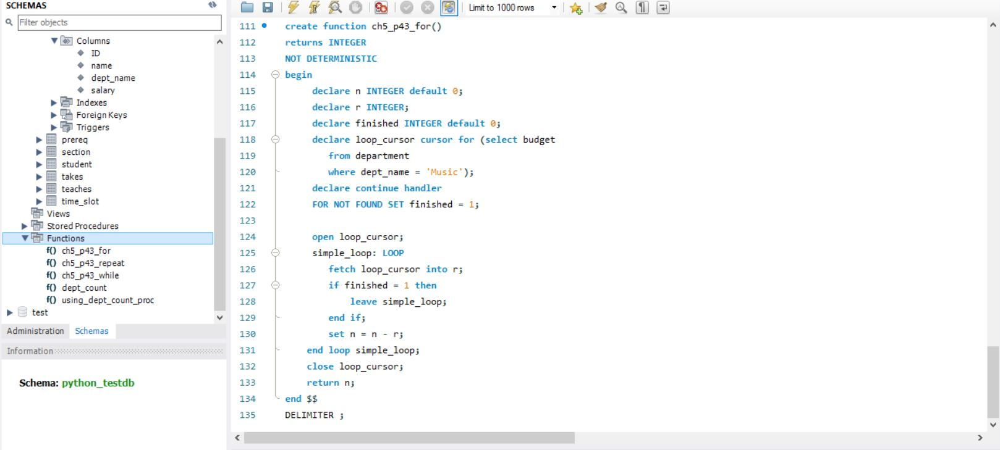 SCHEMAS
Filter objects
Columns
ID
name
dept_name
salary
Indexes
Foreign Keys
Triggers
prereq
section
student
takes
teaches
time_slot
Views
Stored Procedures
Functions
f() ch5_p43_for
f() ch5_p43_repeat
f() ch5_p43_while
f() dept_count
f() using_dept_count_proc
test
Administration Schemas
Information
Schema: python_testdb
Limit to 1000 rows
111 create function ch5_p43_for()
112 returns INTEGER
113 NOT DETERMINISTIC
114 begin
115 declare n INTEGER default 0;
116 declare r INTEGER;
117 declare finished INTEGER default 0;
118 declare loop_cursor cursor for (select budget
119 from department
120 where dept_name = 'Music');
121 declare continue handler
122 FOR NOT FOUND SET finished = 1;
123
124 open loop_cursor;
125 simple_loop: LOOP
126 fetch loop_cursor into r;
127 if finished = 1 then
128 leave simple_loop;
129 end if;
130 set n = n - r;
131 end loop simple_loop;
132 close loop_cursor;
133 return n;
134 end $$
135 DELIMITER ;